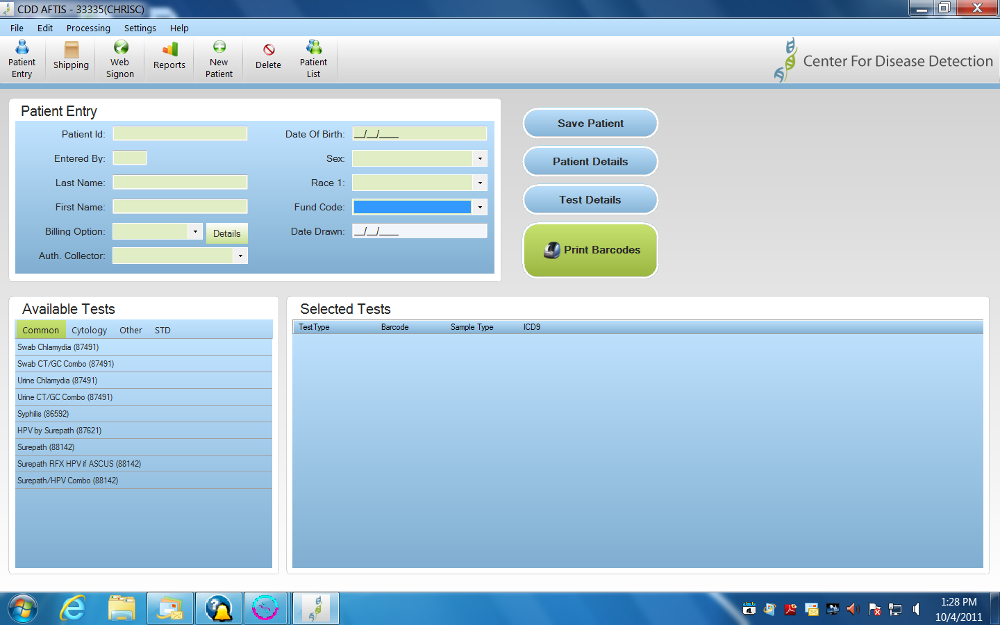 CDD AFTIS - 33335(CHRISC)
File Edit Processing Settings Help
Patient Entry
Shipping
Web Signon
Reports
New Patient
Delete
Patient List
Center For Disease Detection
Patient Entry
Patient Id:
Date Of Birth: __/__/____
Entered By:
Sex:
Last Name:
Race 1:
First Name:
Fund Code:
Billing Option:
Details
Date Drawn: __/__/____
Auth. Collector:
Save Patient
Patient Details
Test Details
Print Barcodes
Available Tests
Common Cytology Other STD
Swab Chlamydia (87491)
Swab CT/GC Combo (87491)
Urine Chlamydia (87491)
Urine CT/GC Combo (87491)
Syphilis (86592)
HPV by Surepath (87621)
Surepath (88142)
Surepath RFX HPV if ASCUS (88142)
Surepath/HPV Combo (88142)
Selected Tests
TestType Barcode Sample Type ICD9
4
1:28 PM
10/4/2011